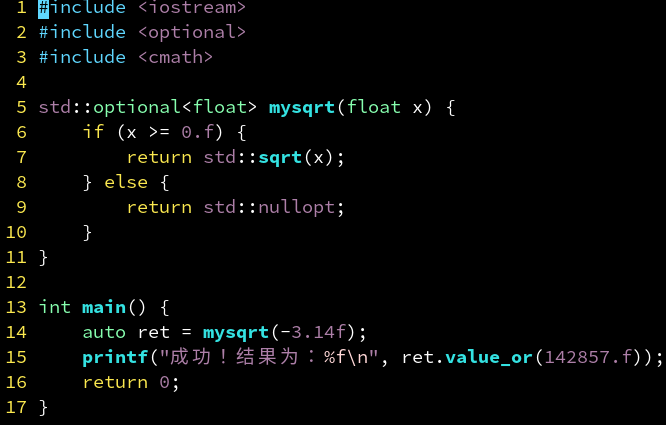 1 #include <iostream>
2 #include <optional>
3 #include <cmath>
4
5 std::optional<float> mysqrt(float x) {
6     if (x >= 0.f) {
7         return std::sqrt(x);
8     } else {
9         return std::nullopt;
10     }
11 }
12
13 int main() {
14     auto ret = mysqrt(-3.14f);
15     printf("成功！结果为：%f\n", ret.value_or(142857.f));
16     return 0;
17 }